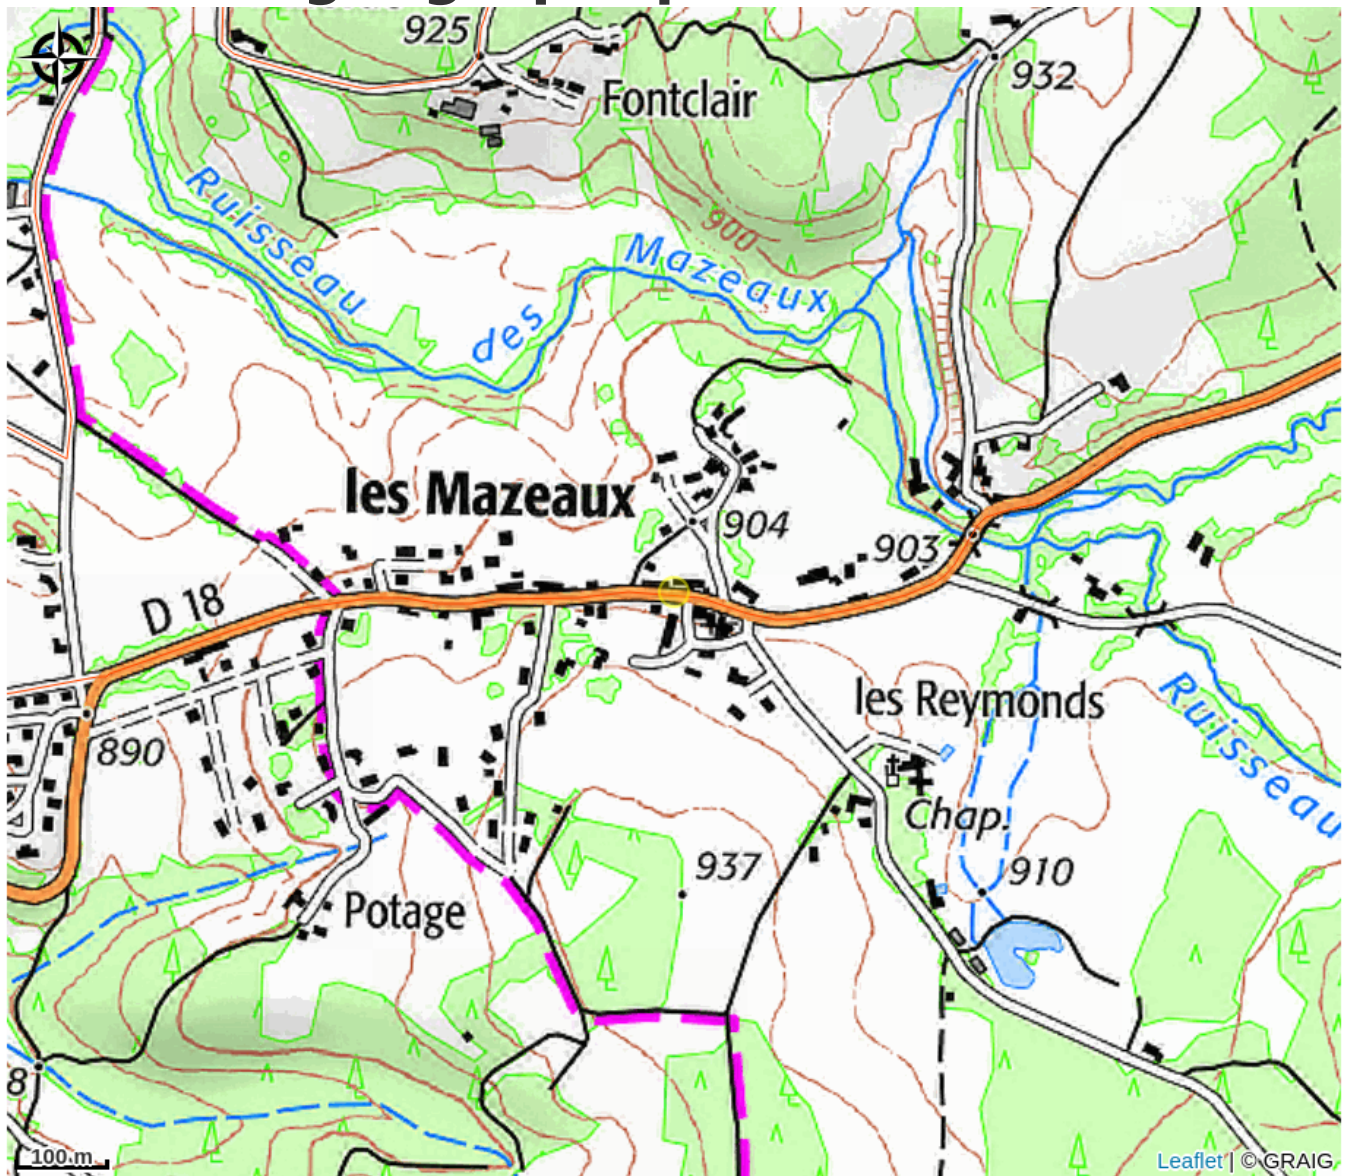 925
932
Fontclair
Ruisseau
des
Mazeaux
900
les Mazeaux
904
903
D 18
890
les Reymonds
Ruisseau
Chap.
937
910
Potage
8
100 m
Leaflet | © GRAIG